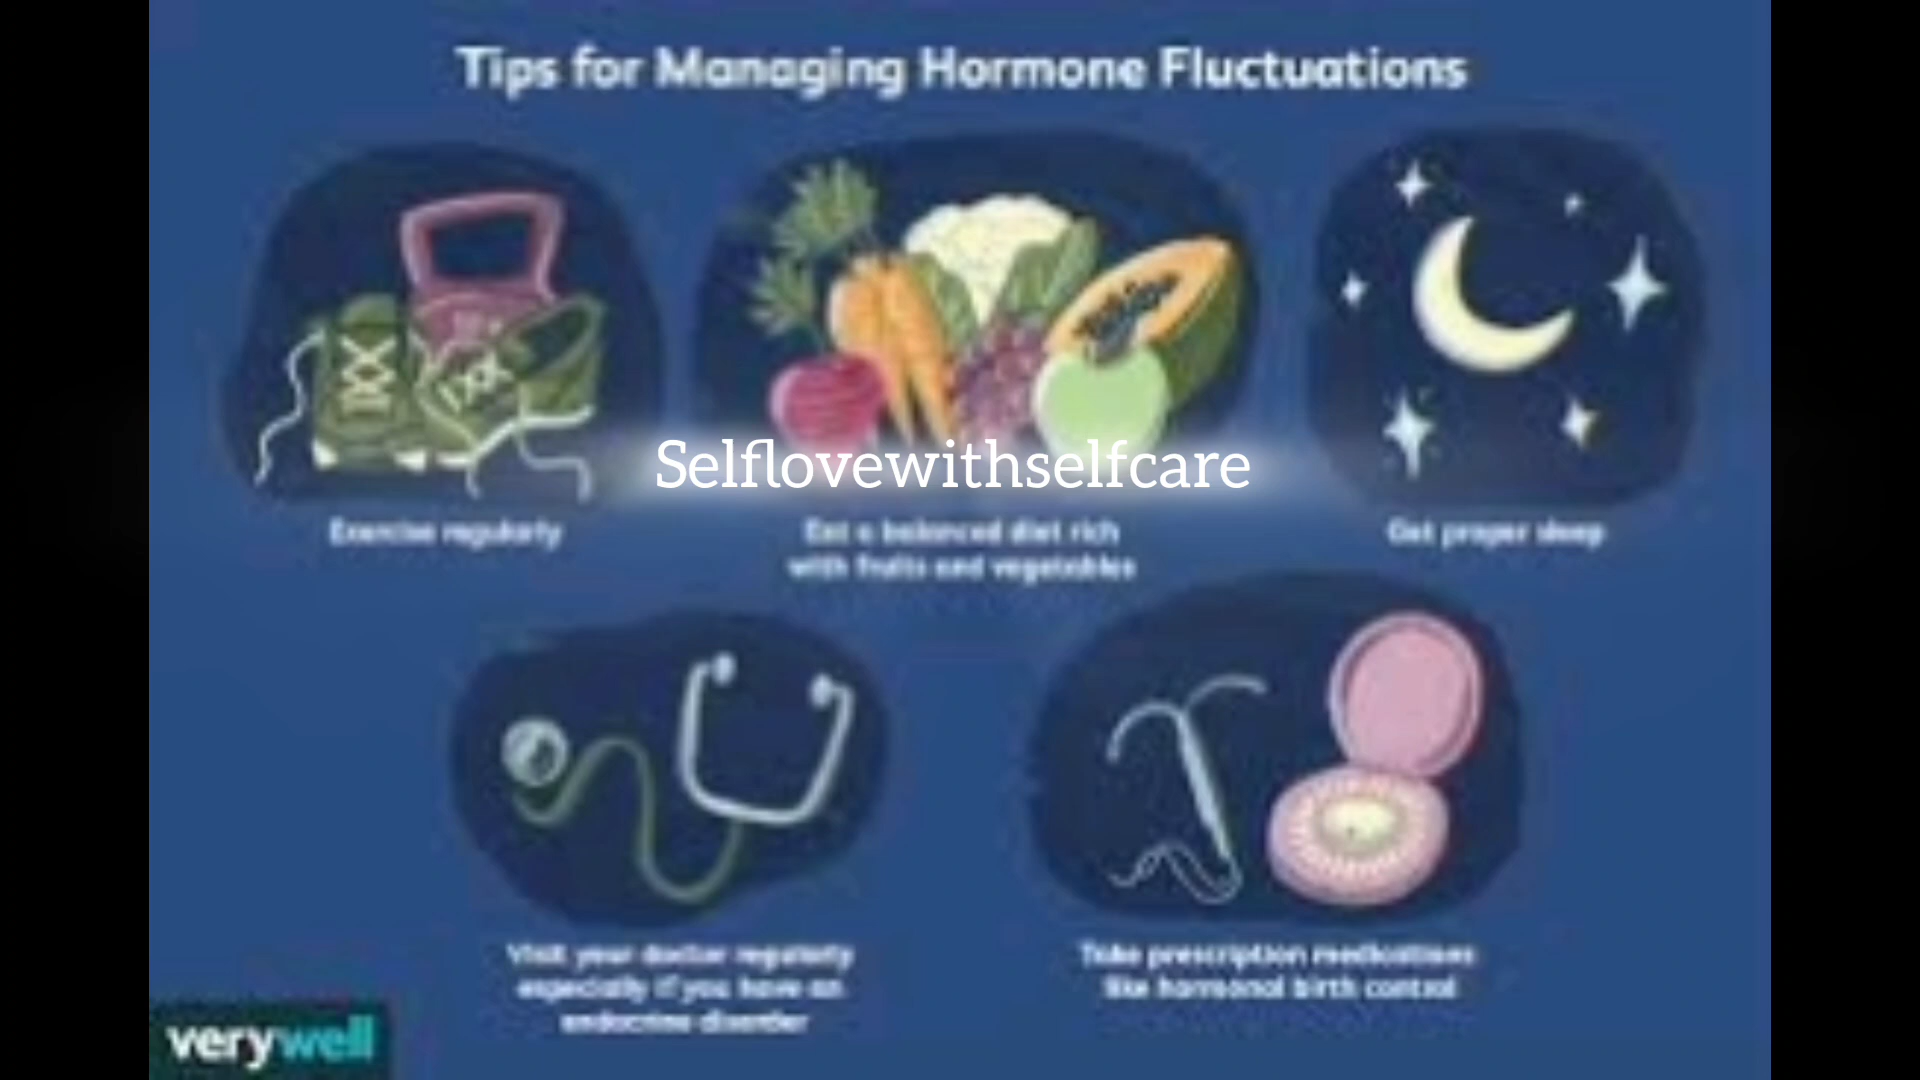 Tips for Managing Hormone Fluctuations
Selflovewithselfcare
Exercise regularly
Eat a balanced diet rich
with fruits and vegetables
Get proper sleep
Visit your doctor regularly
especially if you have an
endocrine disorder
Take prescription medications
like hormonal birth control
verywell